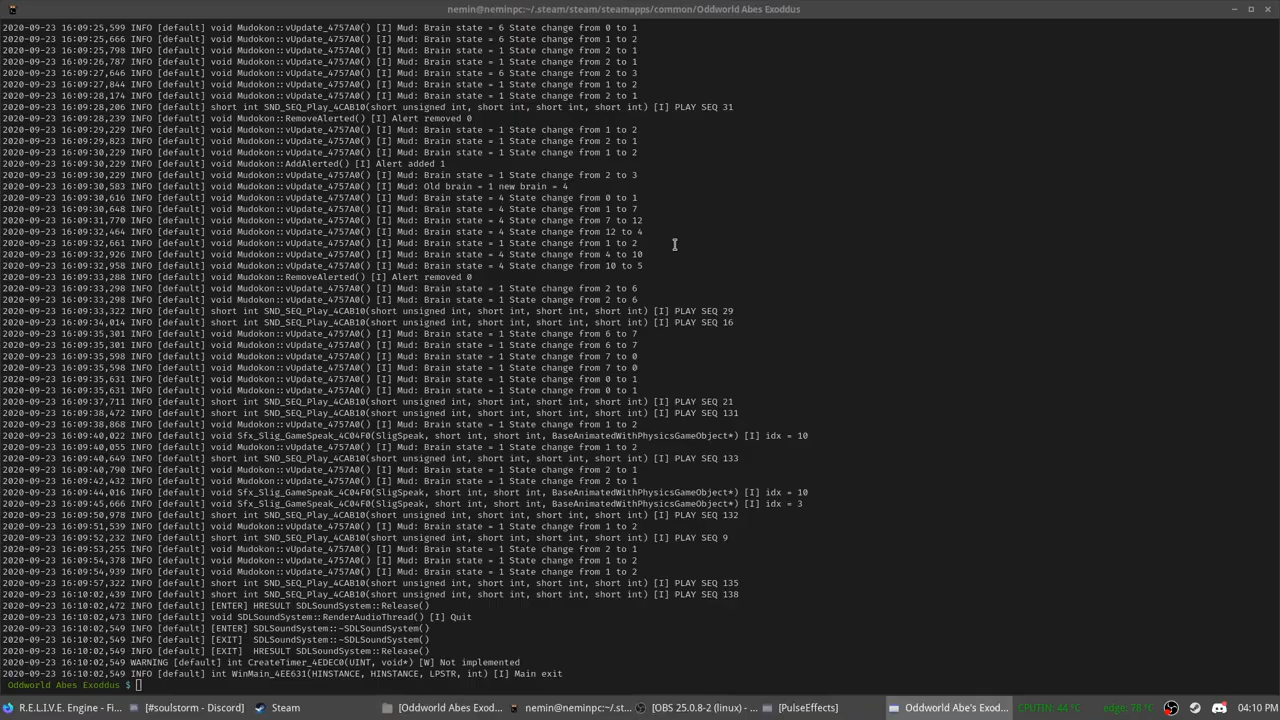 nemin@neminpc:~/.steam/steam/steamapps/common/Oddworld Abes Exoddus
2020-09-23 16:09:25,599 INFO [default] void Mudokon::vUpdate_4757A0() [I] Mud: Brain state = 6 State change from 0 to 1
2020-09-23 16:09:25,666 INFO [default] void Mudokon::vUpdate_4757A0() [I] Mud: Brain state = 6 State change from 1 to 2
2020-09-23 16:09:25,798 INFO [default] void Mudokon::vUpdate_4757A0() [I] Mud: Brain state = 1 State change from 2 to 1
2020-09-23 16:09:26,787 INFO [default] void Mudokon::vUpdate_4757A0() [I] Mud: Brain state = 1 State change from 2 to 1
2020-09-23 16:09:27,646 INFO [default] void Mudokon::vUpdate_4757A0() [I] Mud: Brain state = 6 State change from 2 to 3
2020-09-23 16:09:27,844 INFO [default] void Mudokon::vUpdate_4757A0() [I] Mud: Brain state = 1 State change from 1 to 2
2020-09-23 16:09:28,174 INFO [default] void Mudokon::vUpdate_4757A0() [I] Mud: Brain state = 1 State change from 2 to 1
2020-09-23 16:09:28,206 INFO [default] short int SND_SEQ_Play_4CAB10(short unsigned int, short int, short int, short int) [I] PLAY SEQ 31
2020-09-23 16:09:28,239 INFO [default] void Mudokon::RemoveAlerted() [I] Alert removed 0
2020-09-23 16:09:29,229 INFO [default] void Mudokon::vUpdate_4757A0() [I] Mud: Brain state = 1 State change from 1 to 2
2020-09-23 16:09:29,823 INFO [default] void Mudokon::vUpdate_4757A0() [I] Mud: Brain state = 1 State change from 2 to 1
2020-09-23 16:09:30,229 INFO [default] void Mudokon::vUpdate_4757A0() [I] Mud: Brain state = 1 State change from 1 to 2
2020-09-23 16:09:30,229 INFO [default] void Mudokon::AddAlerted() [I] Alert added 1
2020-09-23 16:09:30,229 INFO [default] void Mudokon::vUpdate_4757A0() [I] Mud: Brain state = 1 State change from 2 to 3
2020-09-23 16:09:30,583 INFO [default] void Mudokon::vUpdate_4757A0() [I] Mud: Old brain = 1 new brain = 4
2020-09-23 16:09:30,616 INFO [default] void Mudokon::vUpdate_4757A0() [I] Mud: Brain state = 4 State change from 0 to 1
2020-09-23 16:09:30,648 INFO [default] void Mudokon::vUpdate_4757A0() [I] Mud: Brain state = 4 State change from 1 to 7
2020-09-23 16:09:31,770 INFO [default] void Mudokon::vUpdate_4757A0() [I] Mud: Brain state = 4 State change from 7 to 12
2020-09-23 16:09:32,464 INFO [default] void Mudokon::vUpdate_4757A0() [I] Mud: Brain state = 4 State change from 12 to 4
2020-09-23 16:09:32,661 INFO [default] void Mudokon::vUpdate_4757A0() [I] Mud: Brain state = 1 State change from 1 to 2
2020-09-23 16:09:32,926 INFO [default] void Mudokon::vUpdate_4757A0() [I] Mud: Brain state = 4 State change from 4 to 10
2020-09-23 16:09:32,958 INFO [default] void Mudokon::vUpdate_4757A0() [I] Mud: Brain state = 4 State change from 10 to 5
2020-09-23 16:09:33,288 INFO [default] void Mudokon::RemoveAlerted() [I] Alert removed 0
2020-09-23 16:09:33,298 INFO [default] void Mudokon::vUpdate_4757A0() [I] Mud: Brain state = 1 State change from 2 to 6
2020-09-23 16:09:33,298 INFO [default] void Mudokon::vUpdate_4757A0() [I] Mud: Brain state = 1 State change from 2 to 6
2020-09-23 16:09:33,322 INFO [default] short int SND_SEQ_Play_4CAB10(short unsigned int, short int, short int, short int) [I] PLAY SEQ 29
2020-09-23 16:09:34,014 INFO [default] short int SND_SEQ_Play_4CAB10(short unsigned int, short int, short int, short int) [I] PLAY SEQ 16
2020-09-23 16:09:35,301 INFO [default] void Mudokon::vUpdate_4757A0() [I] Mud: Brain state = 1 State change from 6 to 7
2020-09-23 16:09:35,301 INFO [default] void Mudokon::vUpdate_4757A0() [I] Mud: Brain state = 1 State change from 6 to 7
2020-09-23 16:09:35,598 INFO [default] void Mudokon::vUpdate_4757A0() [I] Mud: Brain state = 1 State change from 7 to 0
2020-09-23 16:09:35,598 INFO [default] void Mudokon::vUpdate_4757A0() [I] Mud: Brain state = 1 State change from 7 to 0
2020-09-23 16:09:35,631 INFO [default] void Mudokon::vUpdate_4757A0() [I] Mud: Brain state = 1 State change from 0 to 1
2020-09-23 16:09:35,631 INFO [default] void Mudokon::vUpdate_4757A0() [I] Mud: Brain state = 1 State change from 0 to 1
2020-09-23 16:09:37,711 INFO [default] short int SND_SEQ_Play_4CAB10(short unsigned int, short int, short int, short int) [I] PLAY SEQ 21
2020-09-23 16:09:38,472 INFO [default] short int SND_SEQ_Play_4CAB10(short unsigned int, short int, short int, short int) [I] PLAY SEQ 131
2020-09-23 16:09:38,868 INFO [default] void Mudokon::vUpdate_4757A0() [I] Mud: Brain state = 1 State change from 1 to 2
2020-09-23 16:09:40,022 INFO [default] void Sfx_Slig_GameSpeak_4C04F0(SligSpeak, short int, short int, BaseAnimatedWithPhysicsGameObject*) [I] idx = 10
2020-09-23 16:09:40,055 INFO [default] void Mudokon::vUpdate_4757A0() [I] Mud: Brain state = 1 State change from 1 to 2
2020-09-23 16:09:40,649 INFO [default] short int SND_SEQ_Play_4CAB10(short unsigned int, short int, short int, short int) [I] PLAY SEQ 133
2020-09-23 16:09:40,790 INFO [default] void Mudokon::vUpdate_4757A0() [I] Mud: Brain state = 1 State change from 2 to 1
2020-09-23 16:09:42,432 INFO [default] void Mudokon::vUpdate_4757A0() [I] Mud: Brain state = 1 State change from 2 to 1
2020-09-23 16:09:44,016 INFO [default] void Sfx_Slig_GameSpeak_4C04F0(SligSpeak, short int, short int, BaseAnimatedWithPhysicsGameObject*) [I] idx = 10
2020-09-23 16:09:45,666 INFO [default] void Sfx_Slig_GameSpeak_4C04F0(SligSpeak, short int, short int, BaseAnimatedWithPhysicsGameObject*) [I] idx = 3
2020-09-23 16:09:50,978 INFO [default] short int SND_SEQ_Play_4CAB10(short unsigned int, short int, short int, short int) [I] PLAY SEQ 132
2020-09-23 16:09:51,539 INFO [default] void Mudokon::vUpdate_4757A0() [I] Mud: Brain state = 1 State change from 1 to 2
2020-09-23 16:09:52,232 INFO [default] short int SND_SEQ_Play_4CAB10(short unsigned int, short int, short int, short int) [I] PLAY SEQ 9
2020-09-23 16:09:53,255 INFO [default] void Mudokon::vUpdate_4757A0() [I] Mud: Brain state = 1 State change from 2 to 1
2020-09-23 16:09:54,378 INFO [default] void Mudokon::vUpdate_4757A0() [I] Mud: Brain state = 1 State change from 1 to 2
2020-09-23 16:09:54,939 INFO [default] void Mudokon::vUpdate_4757A0() [I] Mud: Brain state = 1 State change from 1 to 2
2020-09-23 16:09:57,322 INFO [default] short int SND_SEQ_Play_4CAB10(short unsigned int, short int, short int, short int) [I] PLAY SEQ 135
2020-09-23 16:10:02,439 INFO [default] short int SND_SEQ_Play_4CAB10(short unsigned int, short int, short int, short int) [I] PLAY SEQ 138
2020-09-23 16:10:02,472 INFO [default] [ENTER] HRESULT SDLSoundSystem::Release()
2020-09-23 16:10:02,473 INFO [default] void SDLSoundSystem::RenderAudioThread() [I] Quit
2020-09-23 16:10:02,549 INFO [default] [ENTER] SDLSoundSystem::~SDLSoundSystem()
2020-09-23 16:10:02,549 INFO [default] [EXIT]  SDLSoundSystem::~SDLSoundSystem()
2020-09-23 16:10:02,549 INFO [default] [EXIT]  HRESULT SDLSoundSystem::Release()
2020-09-23 16:10:02,549 WARNING [default] int CreateTimer_4EDEC0(UINT, void*) [W] Not implemented
2020-09-23 16:10:02,549 INFO [default] int WinMain_4EE631(HINSTANCE, HINSTANCE, LPSTR, int) [I] Main exit
Oddworld Abes Exoddus $
R.E.L.I.V.E. Engine - Fi... [#soulstorm - Discord] Steam [Oddworld Abes Exoddus] nemin@neminpc:~/.st... [OBS 25.0.8-2 (linux) - ... [PulseEffects] Oddworld Abe's Exod... CPUTIN: 44 °C edge: 78 °C 04:10 PM